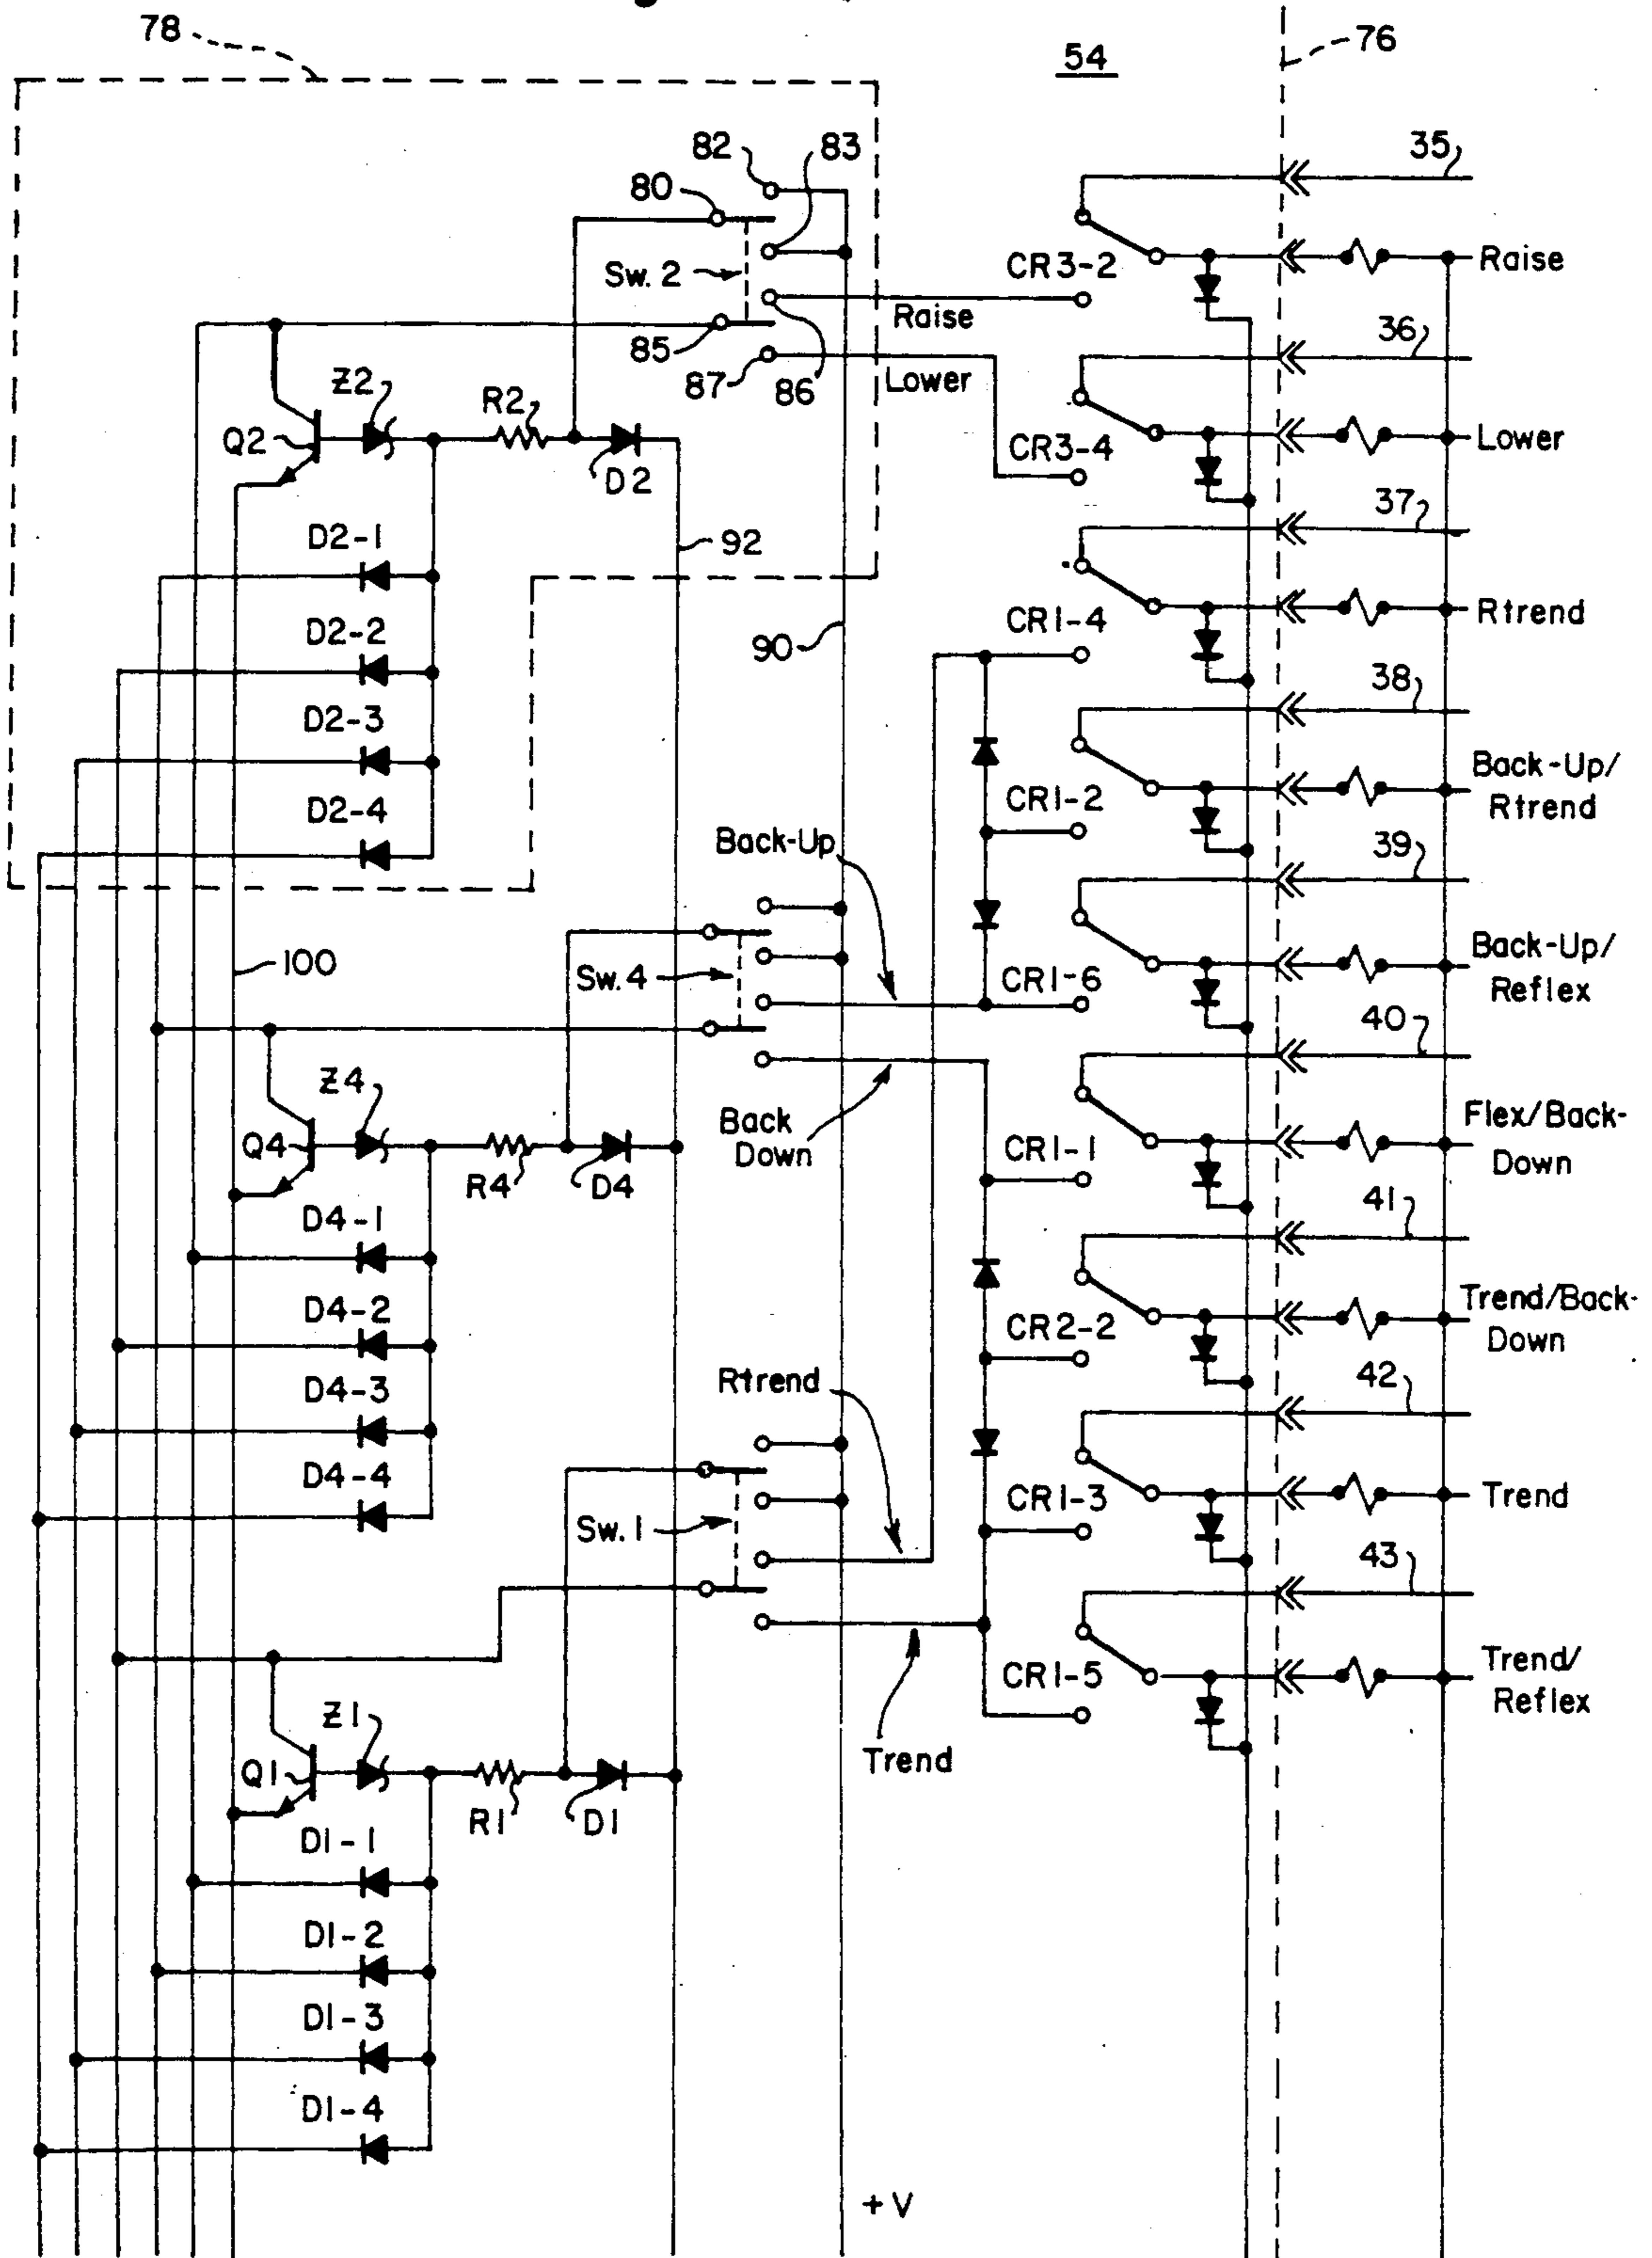 78
54
76
82
83
35
80
Raise
Sw. 2
CR3-2
Raise
36
85
87
86
Lower
Z2
R2
Q2
CR3-4
Lower
D2
37
D2-1
92
CR1-4
Rtrend
D2-2
90
38
D2-3
CR1-2
Back-Up/
Rtrend
D2-4
Back-Up
39
100
Sw. 4
CR1-6
Back-Up/
Reflex
40
Z4
Q4
R4
D4
Back
Down
CR1-1
Flex/Back-
Down
41
D4-1
D4-2
CR2-2
Trend/Back-
Down
D4-3
Rtrend
42
D4-4
Sw. 1
CR1-3
Trend
43
Z1
CR1-5
Trend/
Reflex
Q1
R1
D1
Trend
D1-1
D1-2
D1-3
D1-4
+V